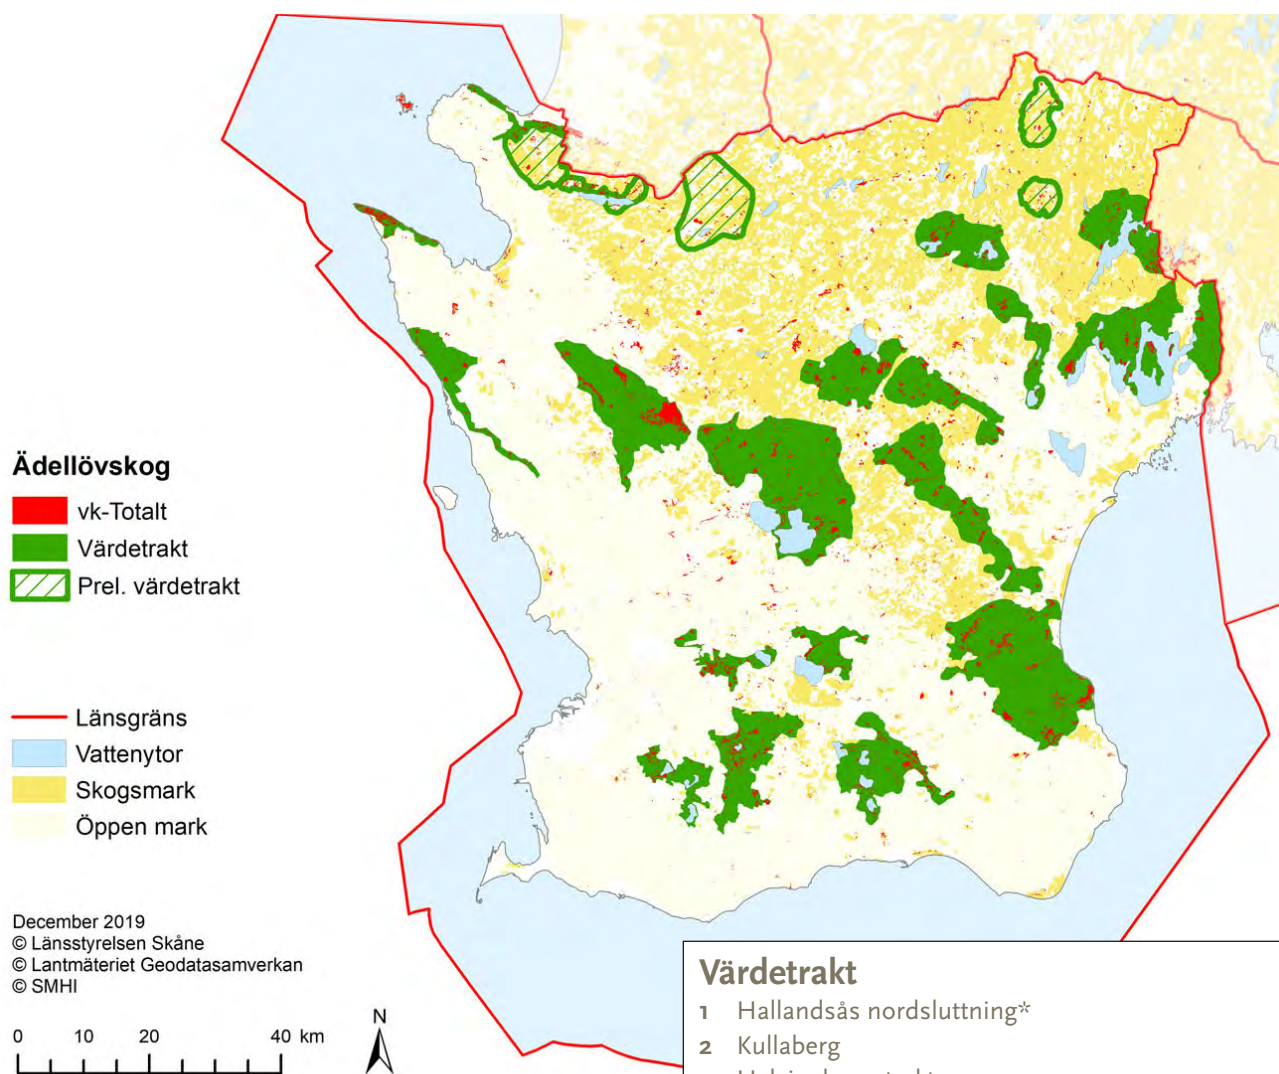 Ädellövskog
vk-Totalt
Värdetrakt
Prel. värdetrakt
Länsgräns
Vattenytor
Skogsmark
Öppen mark
December 2019
© Länsstyrelsen Skåne
© Lantmäteriet Geodatasamverkan
© SMHI
0 10 20 40 km
N
Värdetrakt
1 Hallandsås nordsluttning*
2 Kullaberg